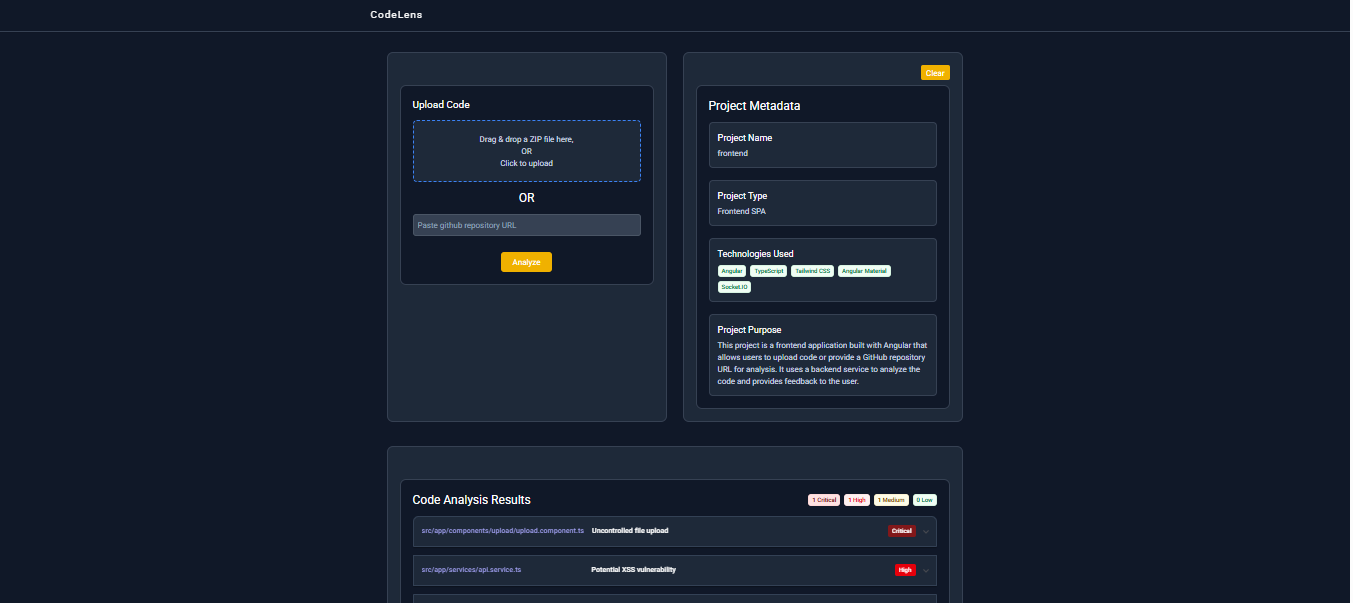 CodeLens
Upload Code
Drag & drop a ZIP file here,
OR
Click to upload
OR
Paste github repository URL
Analyze
Clear
Project Metadata
Project Name
frontend
Project Type
Frontend SPA
Technologies Used
Angular TypeScript Tailwind CSS Angular Material
Socket.IO
Project Purpose
This project is a frontend application built with Angular that
allows users to upload code or provide a GitHub repository
URL for analysis. It uses a backend service to analyze the
code and provides feedback to the user.
Code Analysis Results 1 Critical 1 High 1 Medium 0 Low
src/app/components/upload/upload.component.ts Uncontrolled file upload Critical
src/app/services/api.service.ts Potential XSS vulnerability High